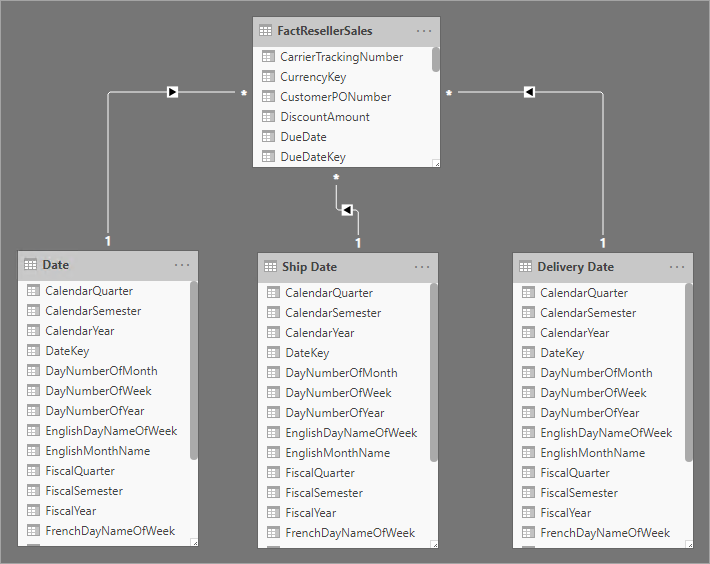 FactResellerSales ...
CarrierTrackingNumber
CurrencyKey
CustomerPONumber
DiscountAmount
DueDate
DueDateKey
* *
*
1 1 1
Date ...
CalendarQuarter
CalendarSemester
CalendarYear
DateKey
DayNumberOfMonth
DayNumberOfWeek
DayNumberOfYear
EnglishDayNameOfWeek
EnglishMonthName
FiscalQuarter
FiscalSemester
FiscalYear
FrenchDayNameOfWeek
Ship Date ...
CalendarQuarter
CalendarSemester
CalendarYear
DateKey
DayNumberOfMonth
DayNumberOfWeek
DayNumberOfYear
EnglishDayNameOfWeek
EnglishMonthName
FiscalQuarter
FiscalSemester
FiscalYear
FrenchDayNameOfWeek
Delivery Date ...
CalendarQuarter
CalendarSemester
CalendarYear
DateKey
DayNumberOfMonth
DayNumberOfWeek
DayNumberOfYear
EnglishDayNameOfWeek
EnglishMonthName
FiscalQuarter
FiscalSemester
FiscalYear
FrenchDayNameOfWeek